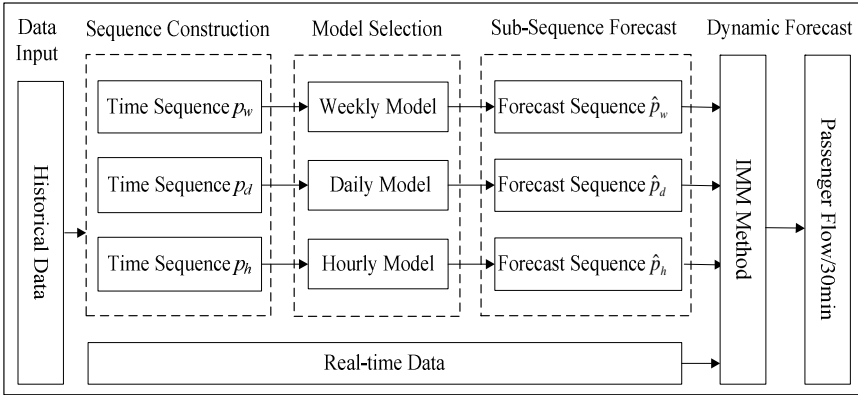 Data Input
Sequence Construction
Model Selection
Sub-Sequence Forecast
Dynamic Forecast
Historical Data
Time Sequence p_w
Weekly Model
Forecast Sequence p̂_w
Time Sequence p_d
Daily Model
Forecast Sequence p̂_d
Time Sequence p_h
Hourly Model
Forecast Sequence p̂_h
Real-time Data
IMM Method
Passenger Flow/30min